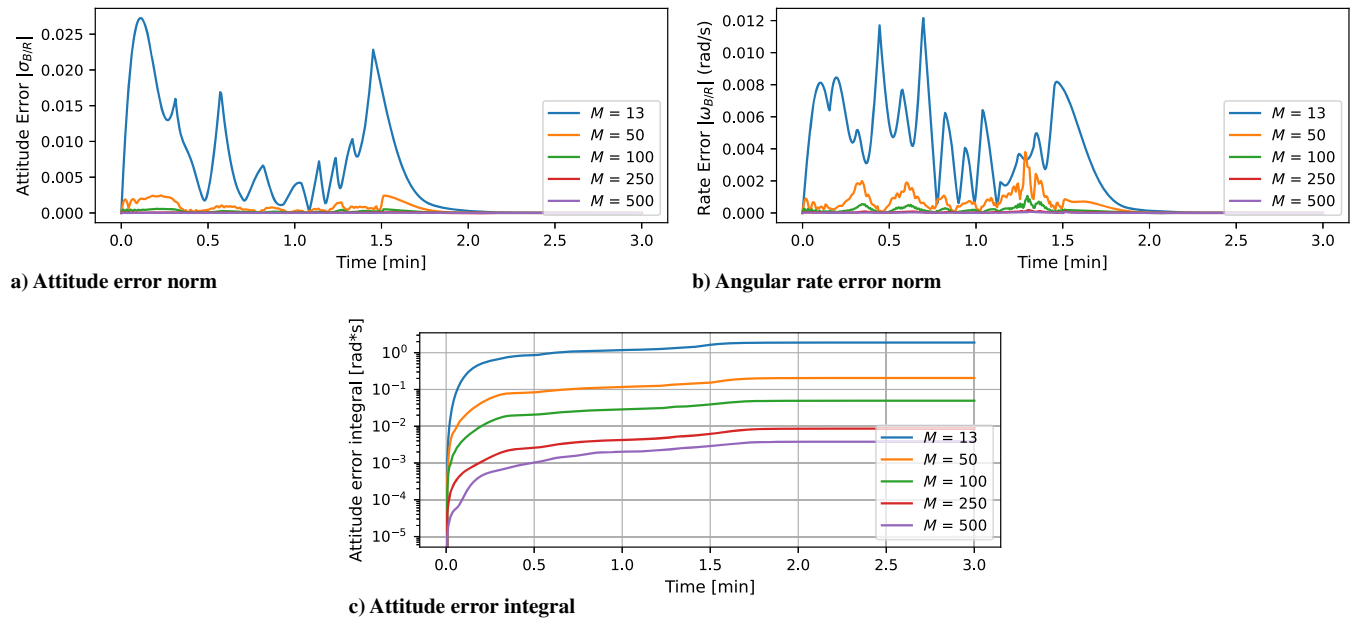 Attitude Error |σ_{B/R}|
0.025
0.020
0.015
0.010
0.005
0.000
0.0 0.5 1.0 1.5 2.0 2.5 3.0
Time [min]
M = 13
M = 50
M = 100
M = 250
M = 500
a) Attitude error norm
Rate Error |ω_{B/R}| (rad/s)
0.012
0.010
0.008
0.006
0.004
0.002
0.000
0.0 0.5 1.0 1.5 2.0 2.5 3.0
Time [min]
M = 13
M = 50
M = 100
M = 250
M = 500
b) Angular rate error norm
Attitude error integral [rad*s]
10^0
10^{-1}
10^{-2}
10^{-3}
10^{-4}
10^{-5}
0.0 0.5 1.0 1.5 2.0 2.5 3.0
Time [min]
M = 13
M = 50
M = 100
M = 250
M = 500
c) Attitude error integral